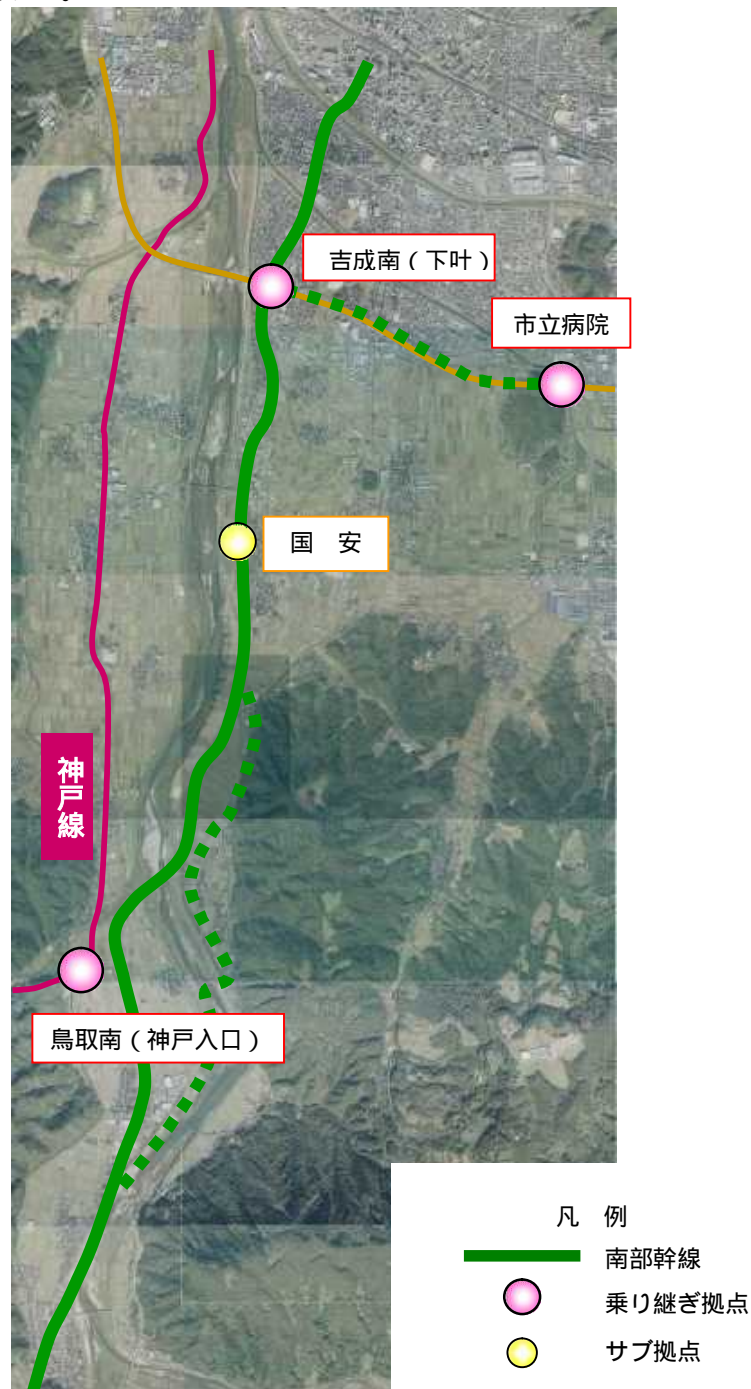 吉成南（下叶）
市立病院
国　安
神戸線
鳥取南（神戸入口）
凡　例
南部幹線
乗り継ぎ拠点
サブ拠点